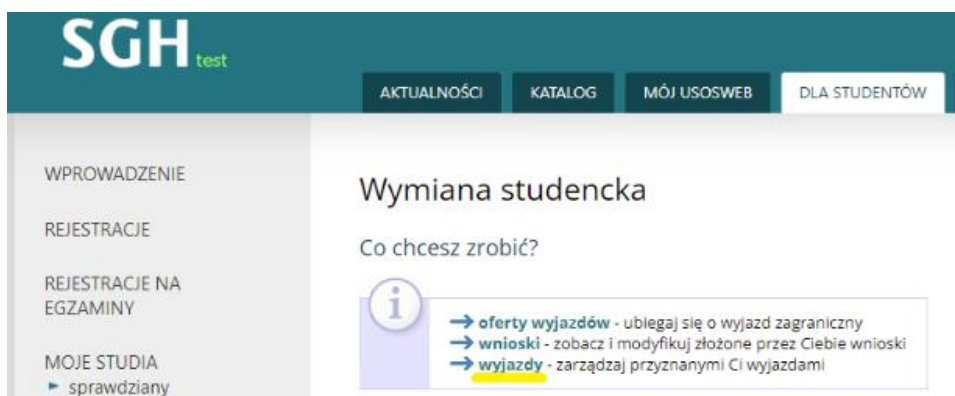 SGH test
AKTUALNOŚCI KATALOG MÓJ USOSWEB DLA STUDENTÓW
WPROWADZENIE
REJESTRACJE
REJESTRACJE NA
EGZAMINY
MOJE STUDIA
► sprawdziany
Wymiana studencka
Co chcesz zrobić?
i
→ oferty wyjazdów - ubiegaj się o wyjazd zagraniczny
→ wnioski - zobacz i modyfikuj złożone przez Ciebie wnioski
→ wyjazdy - zarządzaj przyznanymi Ci wyjazdami